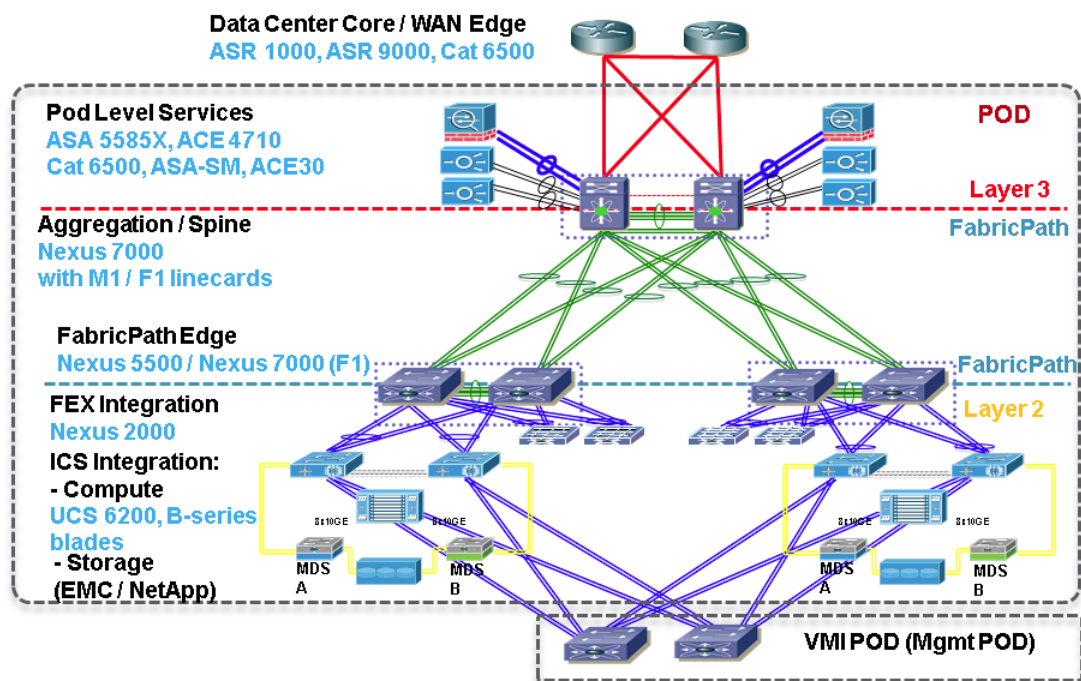 Data Center Core / WAN Edge
ASR 1000, ASR 9000, Cat 6500
Pod Level Services
ASA 5585X, ACE 4710
Cat 6500, ASA-SM, ACE30
POD
Layer 3
Aggregation / Spine
Nexus 7000
with M1 / F1 linecards
FabricPath
FabricPath Edge
Nexus 5500 / Nexus 7000 (F1)
FabricPath
FEX Integration
Nexus 2000
Layer 2
ICS Integration:
- Compute
UCS 6200, B-series
blades
8x10GE
8x10GE
8x10GE
8x10GE
- Storage
(EMC / NetApp)
MDS
A
MDS
B
MDS
A
MDS
B
VMI POD (Mgmt POD)